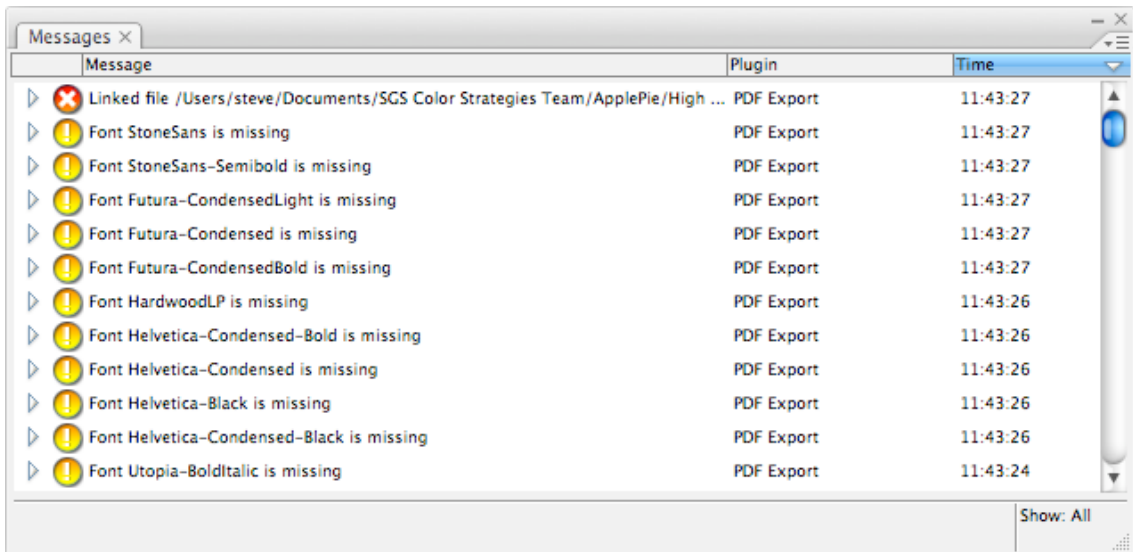 Messages
Message Plugin Time
Linked file /Users/steve/Documents/SGS Color Strategies Team/ApplePie/High ... PDF Export 11:43:27
Font StoneSans is missing PDF Export 11:43:27
Font StoneSans-Semibold is missing PDF Export 11:43:27
Font Futura-CondensedLight is missing PDF Export 11:43:27
Font Futura-Condensed is missing PDF Export 11:43:27
Font Futura-CondensedBold is missing PDF Export 11:43:27
Font HardwoodLP is missing PDF Export 11:43:26
Font Helvetica-Condensed-Bold is missing PDF Export 11:43:26
Font Helvetica-Condensed is missing PDF Export 11:43:26
Font Helvetica-Black is missing PDF Export 11:43:26
Font Helvetica-Condensed-Black is missing PDF Export 11:43:26
Font Utopia-BoldItalic is missing PDF Export 11:43:24
Show: All